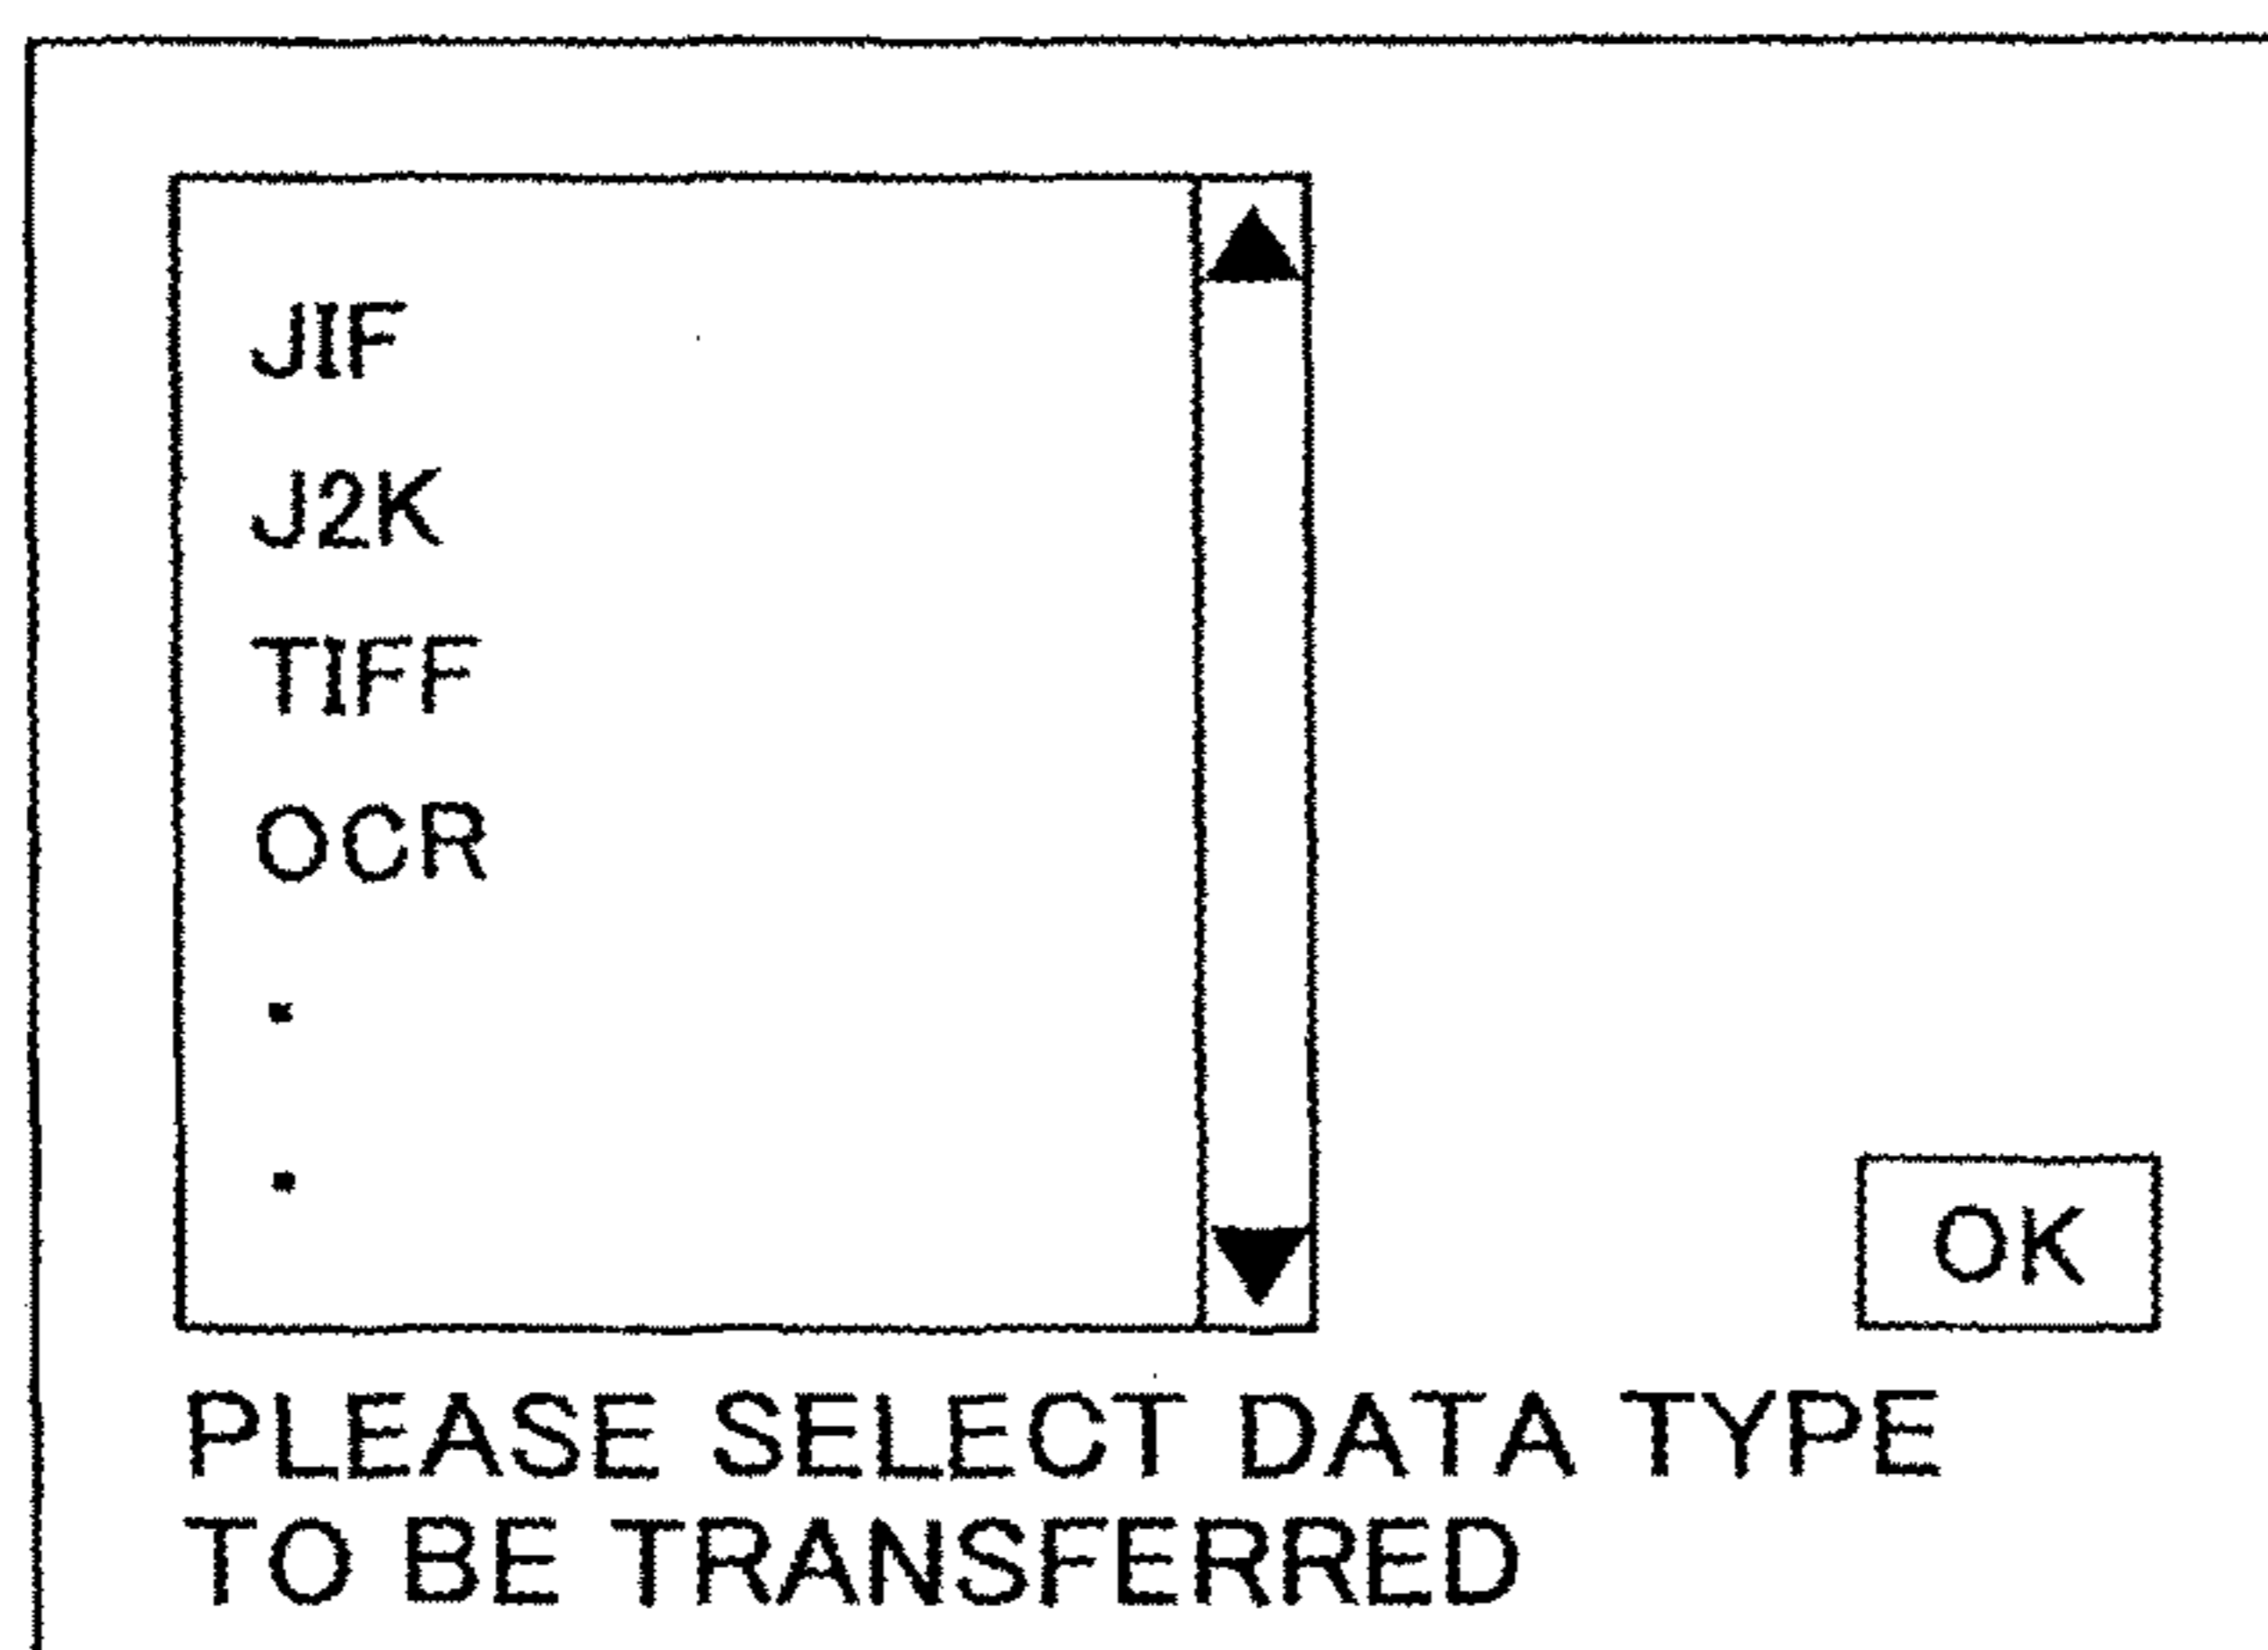 JIF
J2K
TIFF
OCR
OK
PLEASE SELECT DATA TYPE
TO BE TRANSFERRED